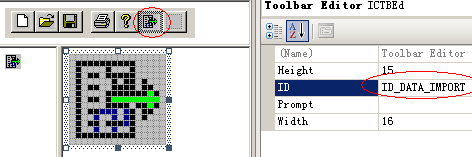 Toolbar Editor ICTBEd
(Name) Toolbar Editor
Height 15
ID ID_DATA_IMPORT
Prompt
Width 16